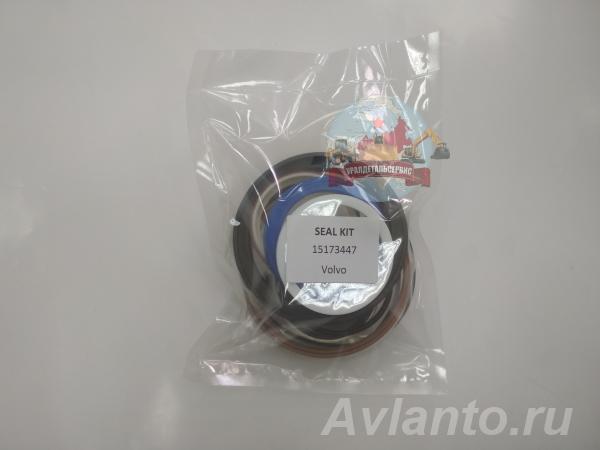 УРАЛДЕТАЛЬСЕРВИС
SEAL KIT
15173447
Volvo
Avlanto.ru